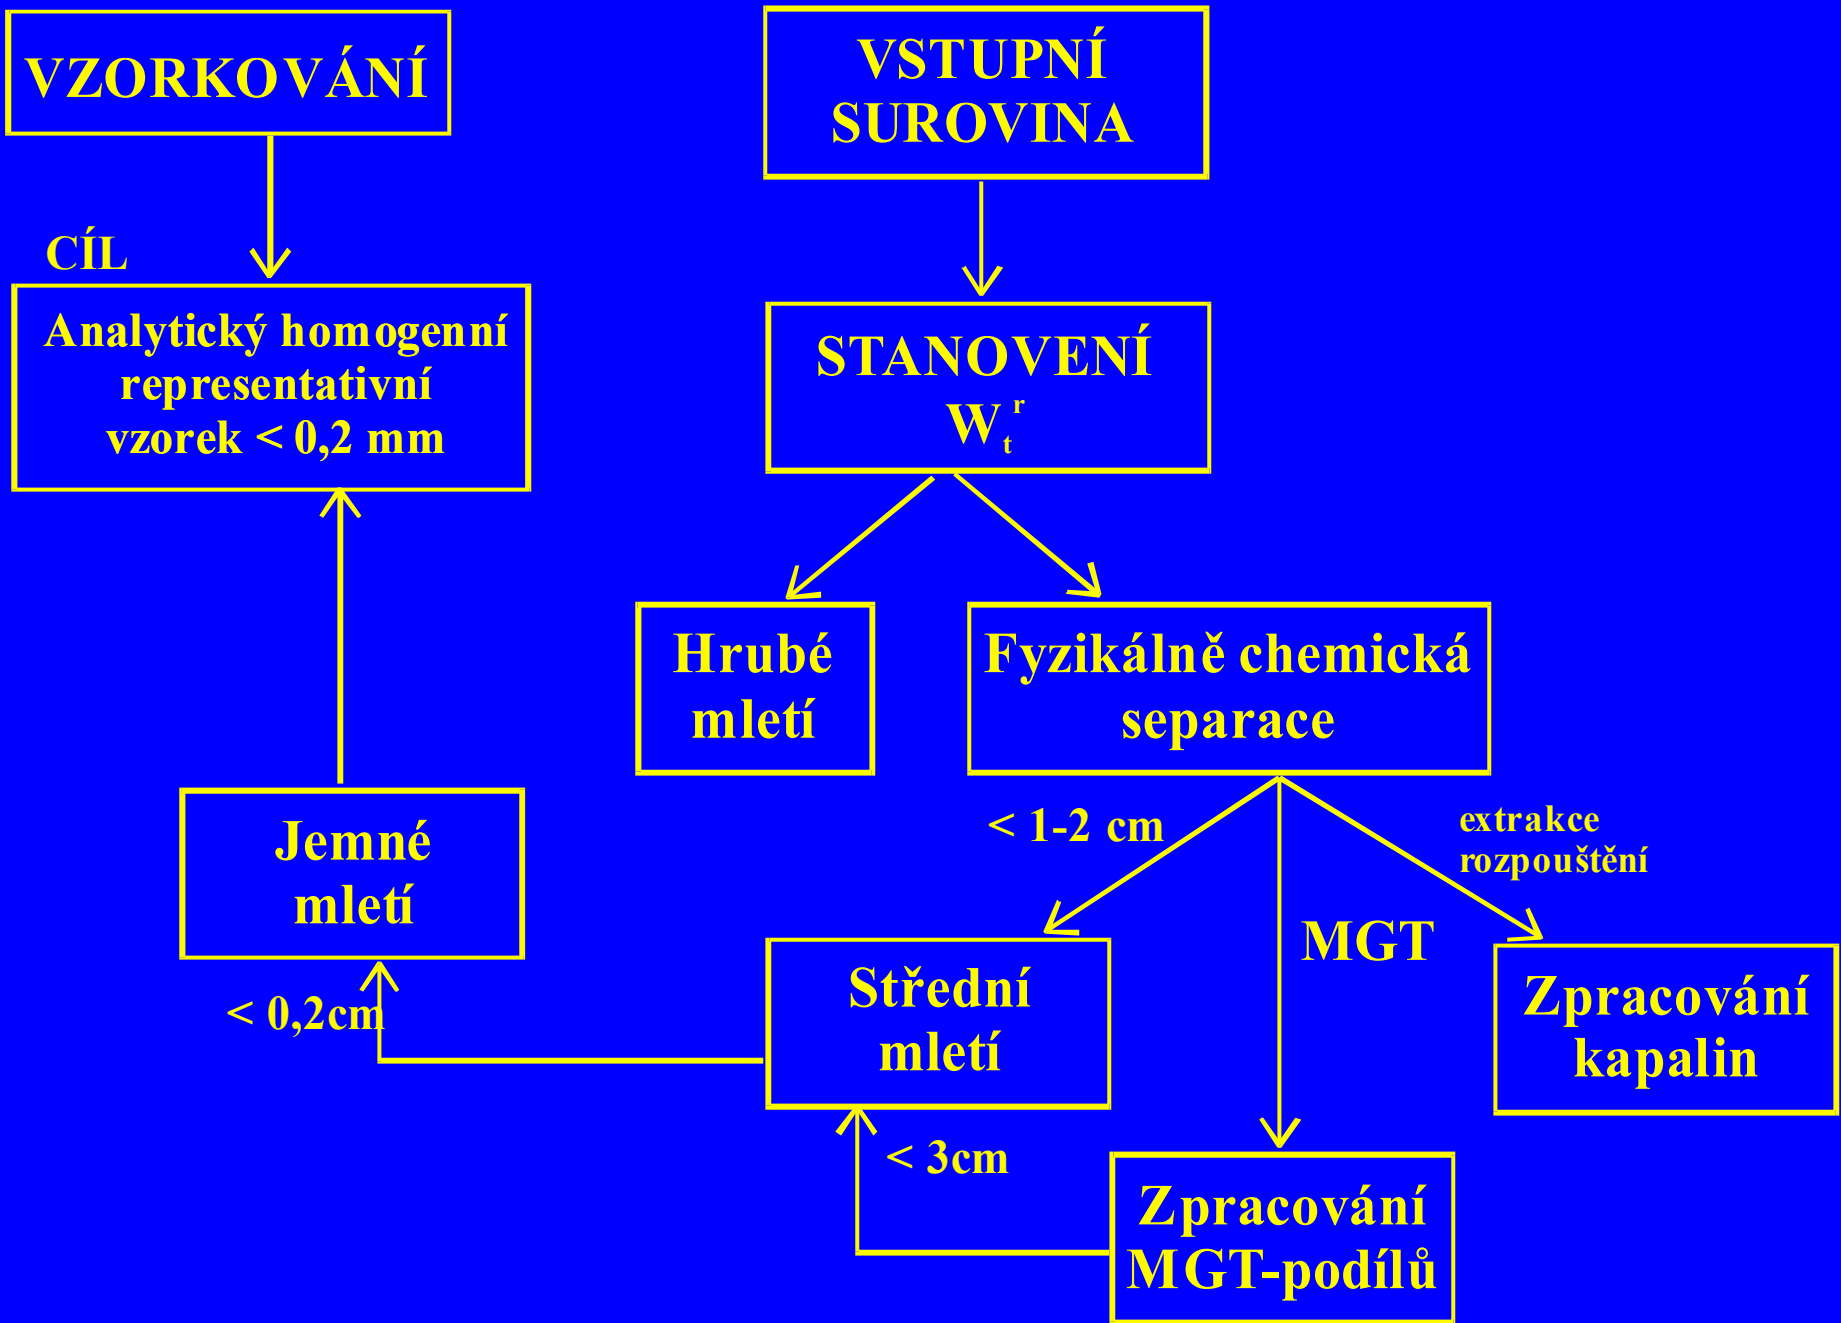 VZORKOVÁNÍ
VSTUPNÍ
SUROVINA
CÍL
Analytický homogenní
representativní
vzorek < 0,2 mm
STANOVENÍ
W t r
Hrubé
mletí
Fyzikálně chemická
separace
< 1-2 cm
extrakce
rozpouštění
Jemné
mletí
MGT
< 0,2cm
Střední
mletí
Zpracování
kapalin
< 3cm
Zpracování
MGT-podílů